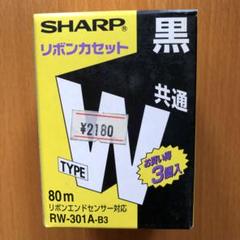 SHARP®
リボンカセット
黒
共通
¥2180
W
TYPE
お買い得
3個入
80m
リボンエンドセンサー対応
RW-301A-B3